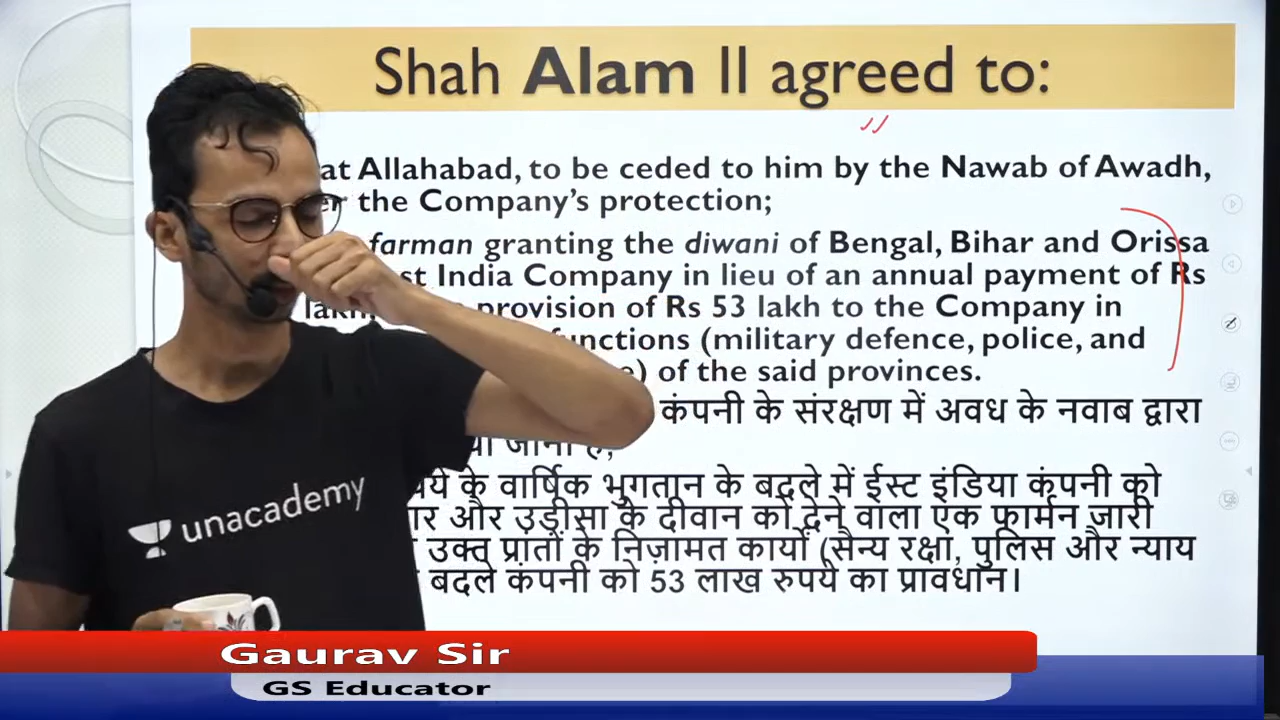 Shah Alam II agreed to:
at Allahabad, to be ceded to him by the Nawab of Awadh,
the Company's protection;
farman granting the diwani of Bengal, Bihar and Orissa
India Company in lieu of an annual payment of Rs
provision of Rs 53 lakh to the Company in
(military defence, police, and
of the said provinces.
कंपनी के संरक्षण में अवध के नवाब द्वारा
के वार्षिक भुगतान के बदले में ईस्ट इंडिया कंपनी को
और उड़ीसा के दीवान को देने वाला एक फार्मन जारी
उक्त प्रांतों के निज़ामत कार्यों (सैन्य रक्षा, पुलिस और न्याय
बदले कंपनी को 53 लाख रुपये का प्रावधान।
unacademy
Gaurav Sir
GS Educator